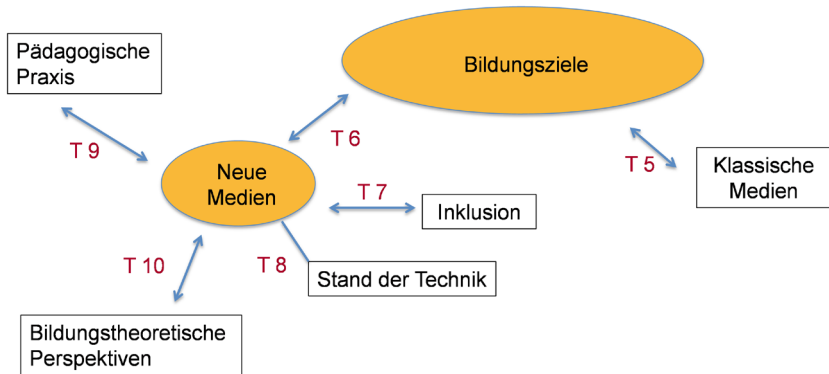 Pädagogische
Praxis
Bildungsziele
T 9
T 6
T 5
Neue
Medien
Klassische
Medien
T 7
Inklusion
T 10
T 8
Stand der Technik
Bildungstheoretische
Perspektiven